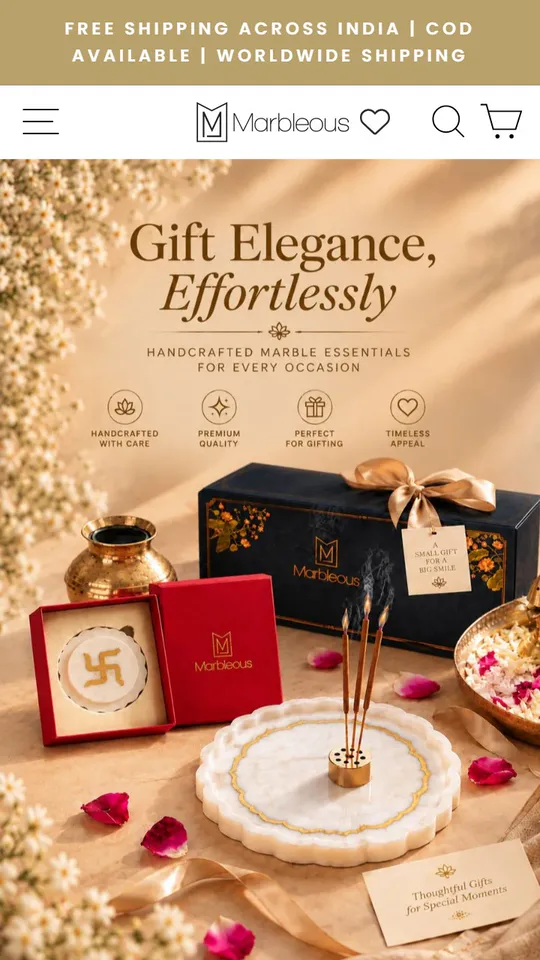 FREE SHIPPING ACROSS INDIA | COD
AVAILABLE | WORLDWIDE SHIPPING
Marbleous
Gift Elegance,
Effortlessly
HANDCRAFTED MARBLE ESSENTIALS
FOR EVERY OCCASION
HANDCRAFTED
WITH CARE
PREMIUM
QUALITY
PERFECT
FOR GIFTING
TIMELESS
APPEAL
Marbleous
A
SMALL GIFT
FOR A
BIG SMILE
Marbleous
Thoughtful Gifts
for Special Moments